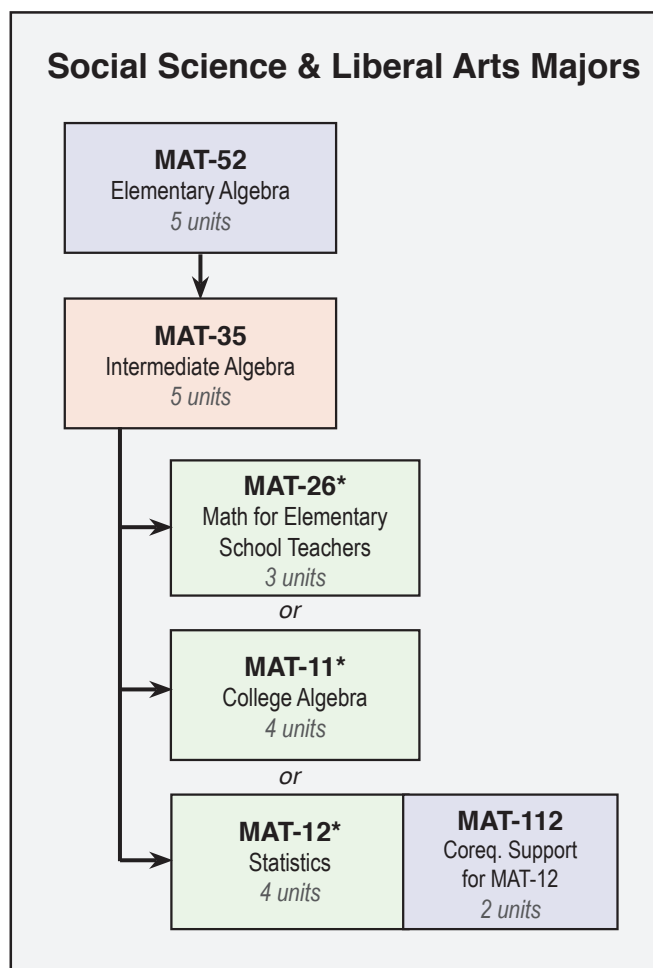 Social Science & Liberal Arts Majors
MAT-52
Elementary Algebra
5 units
MAT-35
Intermediate Algebra
5 units
MAT-26*
Math for Elementary
School Teachers
3 units
or
MAT-11*
College Algebra
4 units
or
MAT-12*
Statistics
4 units
MAT-112
Coreq. Support
for MAT-12
2 units